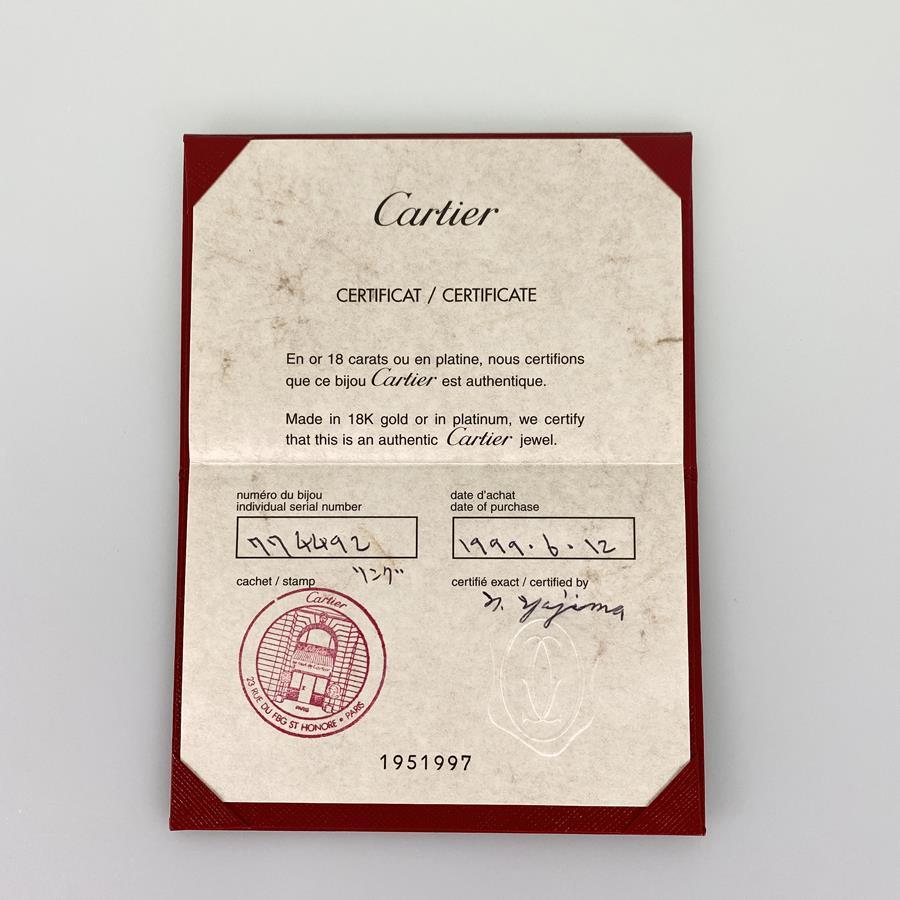 Cartier
CERTIFICAT / CERTIFICATE
En or 18 carats ou en platine, nous certifions
que ce bijou Cartier est authentique.
Made in 18K gold or in platinum, we certify
that this is an authentic Cartier jewel.
numéro du bijou
individual serial number
774492
リング
date d'achat
date of purchase
1999.6.12
cachet / stamp
Cartier
PARIS
23 RUE DU FBG ST HONORE • PARIS
certifié exact / certified by
Yajima
1951997